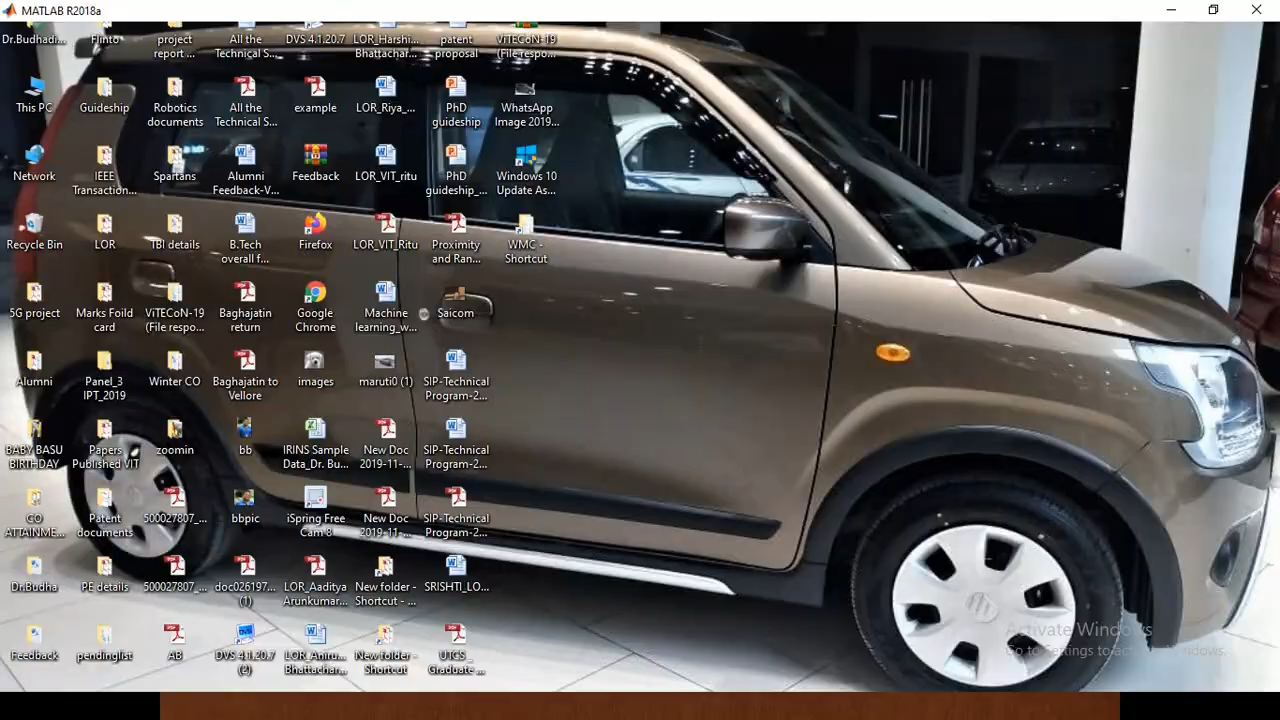 MATLAB R2018a
Dr.Budhadi...
Flinto
project
report ...
All the
Technical S...
DVS 4.1.20.7
LOR_Harshi...
Bhattachar...
patent
proposal
ViTECoN-19
(File respo...
This PC
Guideship
Robotics
documents
All the
Technical S...
example
LOR_Riya_...
PhD
guideship
WhatsApp
Image 2019...
Network
IEEE
Transaction...
Spartans
Alumni
Feedback-V...
Feedback
LOR_VIT_ritu
PhD
guideship_...
Windows 10
Update As...
Recycle Bin
LOR
TBI details
B.Tech
overall f...
Firefox
LOR_VIT_Ritu
Proximity
and Ran...
WMC -
Shortcut
5G project
Marks Foild
card
ViTECoN-19
(File respo...
Baghajatin
return
Google
Chrome
Machine
learning_w...
Saicom
Alumni
Panel_3
IPT_2019
Winter CO
Baghajatin to
Vellore
images
maruti0 (1)
SIP-Technical
Program-2...
BABY BASU
BIRTHDAY
Papers
Published VIT
zoomin
bb
IRINS Sample
Data_Dr. Bu...
New Doc
2019-11-...
SIP-Technical
Program-2...
CO
ATTAINME...
Patent
documents
500027807_...
bbpic
iSpring Free
Cam 8
New Doc
2019-11-...
SIP-Technical
Program-2...
Dr.Budha
PE details
500027807_...
doc026197...
(1)
LOR_Aaditya
Arunkumar...
New folder -
Shortcut - ...
SRISHTI_LO...
Feedback
pendinglist
AB
DVS 4.1.20.7
(2)
LOR_Aniru...
Bhattachar...
New folder -
Shortcut
UTCS_
Graduate ...
Activate Windows
Go to Settings to activate Windows.